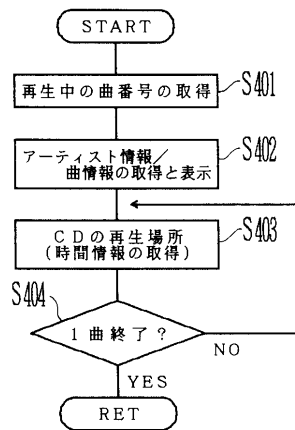 START
再生中の曲番号の取得
S401
アーティスト情報／
曲情報の取得と表示
S402
CDの再生場所
(時間情報の取得)
S403
S404
1曲終了?
NO
YES
RET